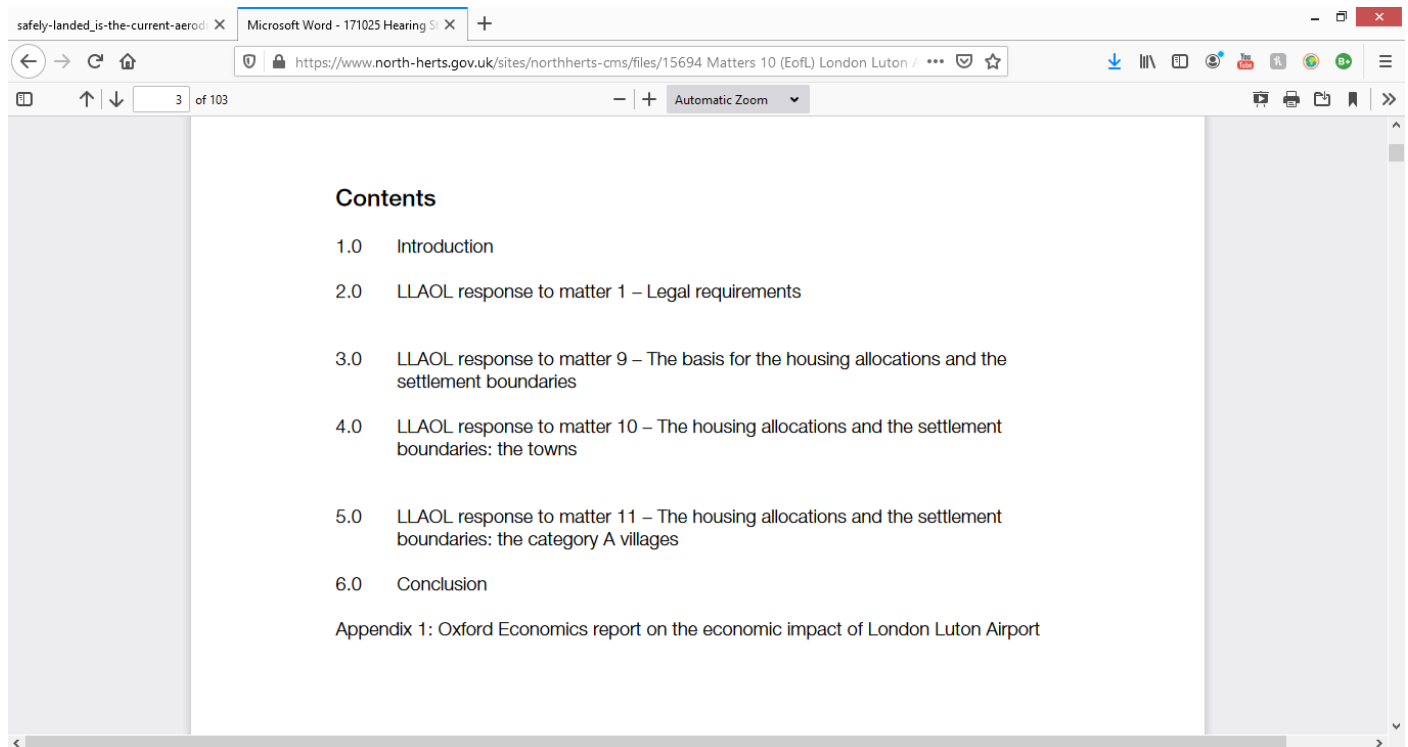 safely-landed_is-the-current-aerod
Microsoft Word - 171025 Hearing S
https://www.north-herts.gov.uk/sites/northherts-cms/files/15694 Matters 10 (EofL) London Luton
3 of 103
Automatic Zoom
Contents
1.0 Introduction
2.0 LLAOL response to matter 1 – Legal requirements
3.0 LLAOL response to matter 9 – The basis for the housing allocations and the
settlement boundaries
4.0 LLAOL response to matter 10 – The housing allocations and the settlement
boundaries: the towns
5.0 LLAOL response to matter 11 – The housing allocations and the settlement
boundaries: the category A villages
6.0 Conclusion
Appendix 1: Oxford Economics report on the economic impact of London Luton Airport